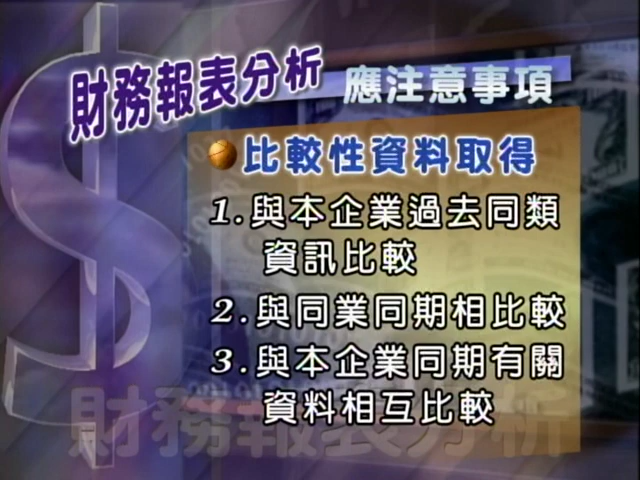 財務報表分析
應注意事項
比較性資料取得
1.與本企業過去同類
資訊比較
2.與同業同期相比較
3.與本企業同期有關
資料相互比較
財務報表分析